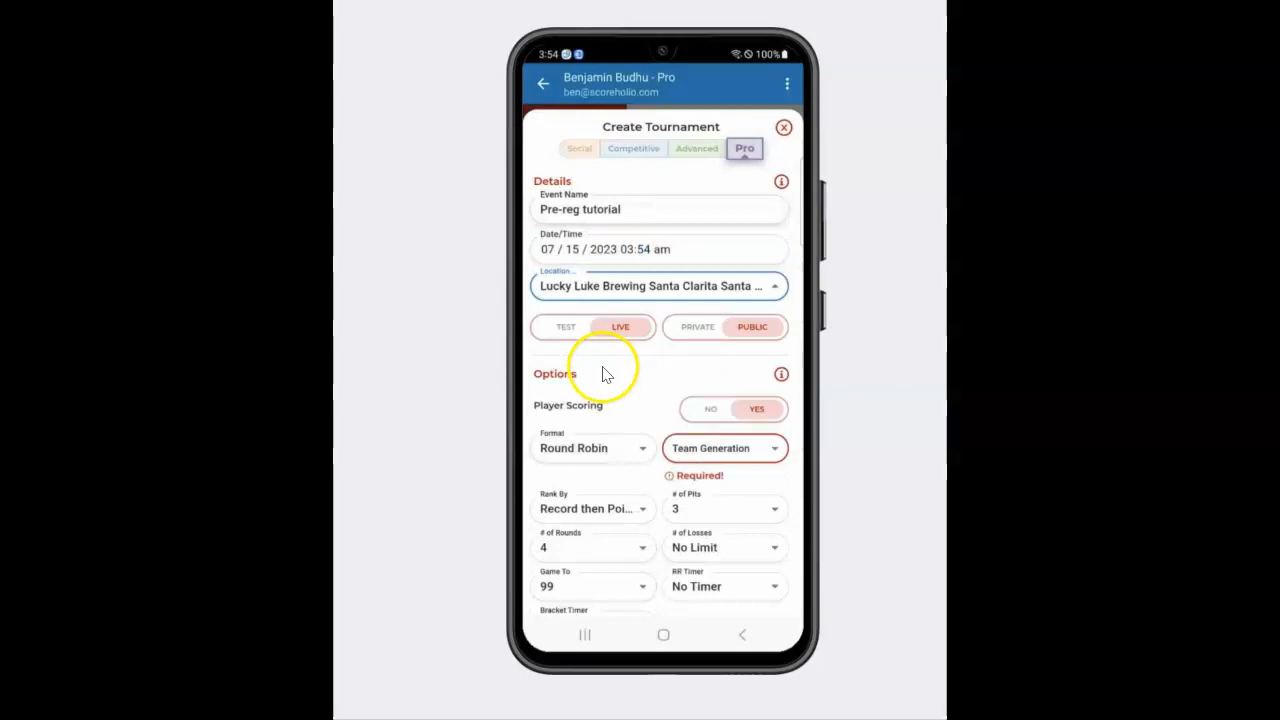 3:54 100%
Benjamin Budhu - Pro
ben@scoreholio.com
Create Tournament
Social Competitive Advanced Pro
Details
Event Name
Pre-reg tutorial
Date/Time
07 / 15 / 2023 03:54 am
Location...
Lucky Luke Brewing Santa Clarita Santa ...
TEST LIVE PRIVATE PUBLIC
Options
Player Scoring NO YES
Format
Round Robin Team Generation
Required!
Rank By # of Pits
Record then Poi... 3
# of Rounds # of Losses
4 No Limit
Game To RR Timer
99 No Timer
Bracket Timer